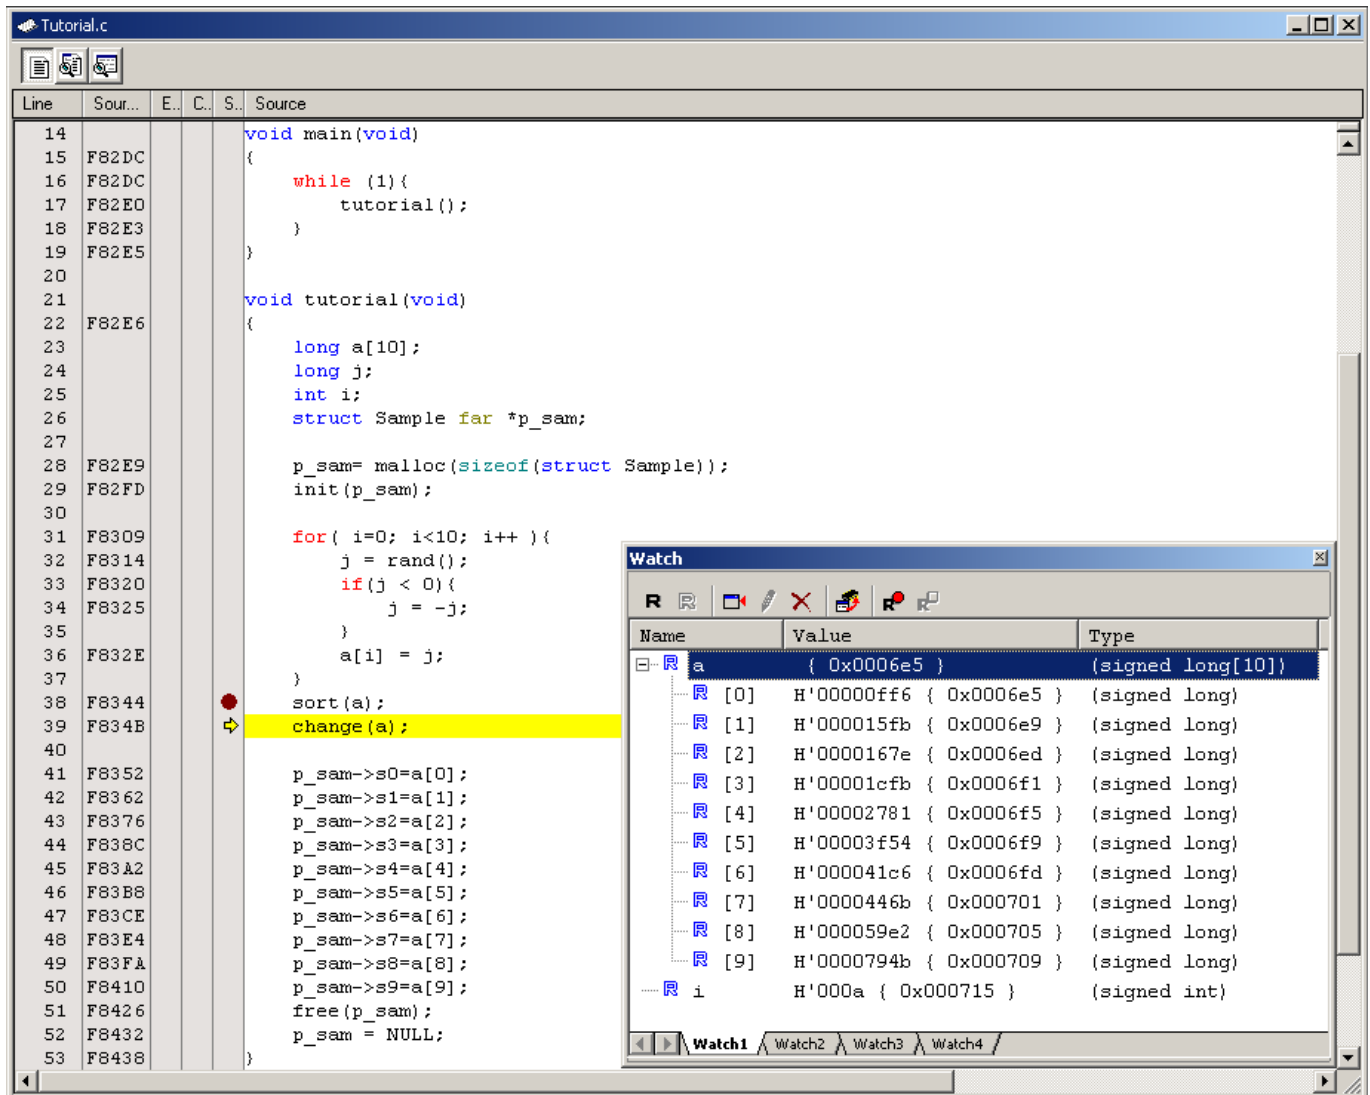 Tutorial.c
Line Sour... E.. C.. S.. Source
14 void main(void)
15 F82DC {
16 F82DC while (1){
17 F82E0 tutorial();
18 F82E3 }
19 F82E5 }
20
21 void tutorial(void)
22 F82E6 {
23 long a[10];
24 long j;
25 int i;
26 struct Sample far *p_sam;
27
28 F82E9 p_sam= malloc(sizeof(struct Sample));
29 F82FD init(p_sam);
30
31 F8309 for( i=0; i<10; i++ ){
32 F8314 j = rand();
33 F8320 if(j < 0){
34 F8325 j = -j;
35 }
36 F832E a[i] = j;
37 }
38 F8344 sort(a);
39 F834B change(a);
40
41 F8352 p_sam->s0=a[0];
42 F8362 p_sam->s1=a[1];
43 F8376 p_sam->s2=a[2];
44 F838C p_sam->s3=a[3];
45 F83A2 p_sam->s4=a[4];
46 F83B8 p_sam->s5=a[5];
47 F83CE p_sam->s6=a[6];
48 F83E4 p_sam->s7=a[7];
49 F83FA p_sam->s8=a[8];
50 F8410 p_sam->s9=a[9];
51 F8426 free(p_sam);
52 F8432 p_sam = NULL;
53 F8438 }
Watch
R R R R
Name Value Type
R a { 0x0006e5 } (signed long[10])
R [0] H'00000ff6 { 0x0006e5 } (signed long)
R [1] H'000015fb { 0x0006e9 } (signed long)
R [2] H'0000167e { 0x0006ed } (signed long)
R [3] H'00001cfb { 0x0006f1 } (signed long)
R [4] H'00002781 { 0x0006f5 } (signed long)
R [5] H'00003f54 { 0x0006f9 } (signed long)
R [6] H'000041c6 { 0x0006fd } (signed long)
R [7] H'0000446b { 0x000701 } (signed long)
R [8] H'000059e2 { 0x000705 } (signed long)
R [9] H'0000794b { 0x000709 } (signed long)
R i H'000a { 0x000715 } (signed int)
Watch1 Watch2 Watch3 Watch4